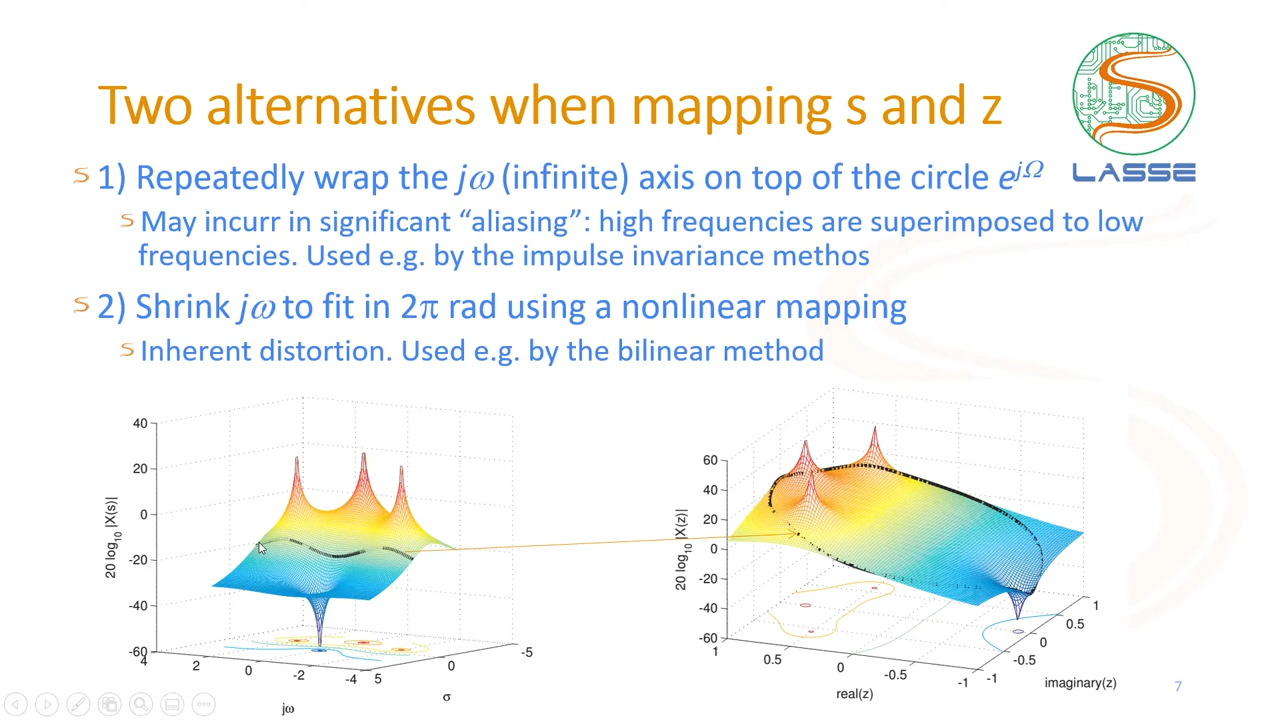 Two alternatives when mapping s and z
LASSE
1) Repeatedly wrap the jω (infinite) axis on top of the circle e^jΩ
May incurr in significant “aliasing”: high frequencies are superimposed to low
frequencies. Used e.g. by the impulse invariance methos
2) Shrink jω to fit in 2π rad using a nonlinear mapping
Inherent distortion. Used e.g. by the bilinear method
40
20
0
-20
-40
-60
20 log10 |X(s)|
4
2
0
-2
-4
jω
5
0
-5
σ
60
40
20
0
-20
-40
-60
20 log10 |X(z)|
1
0.5
0
-0.5
-1
real(z)
-1
-0.5
0
0.5
1
imaginary(z)
7